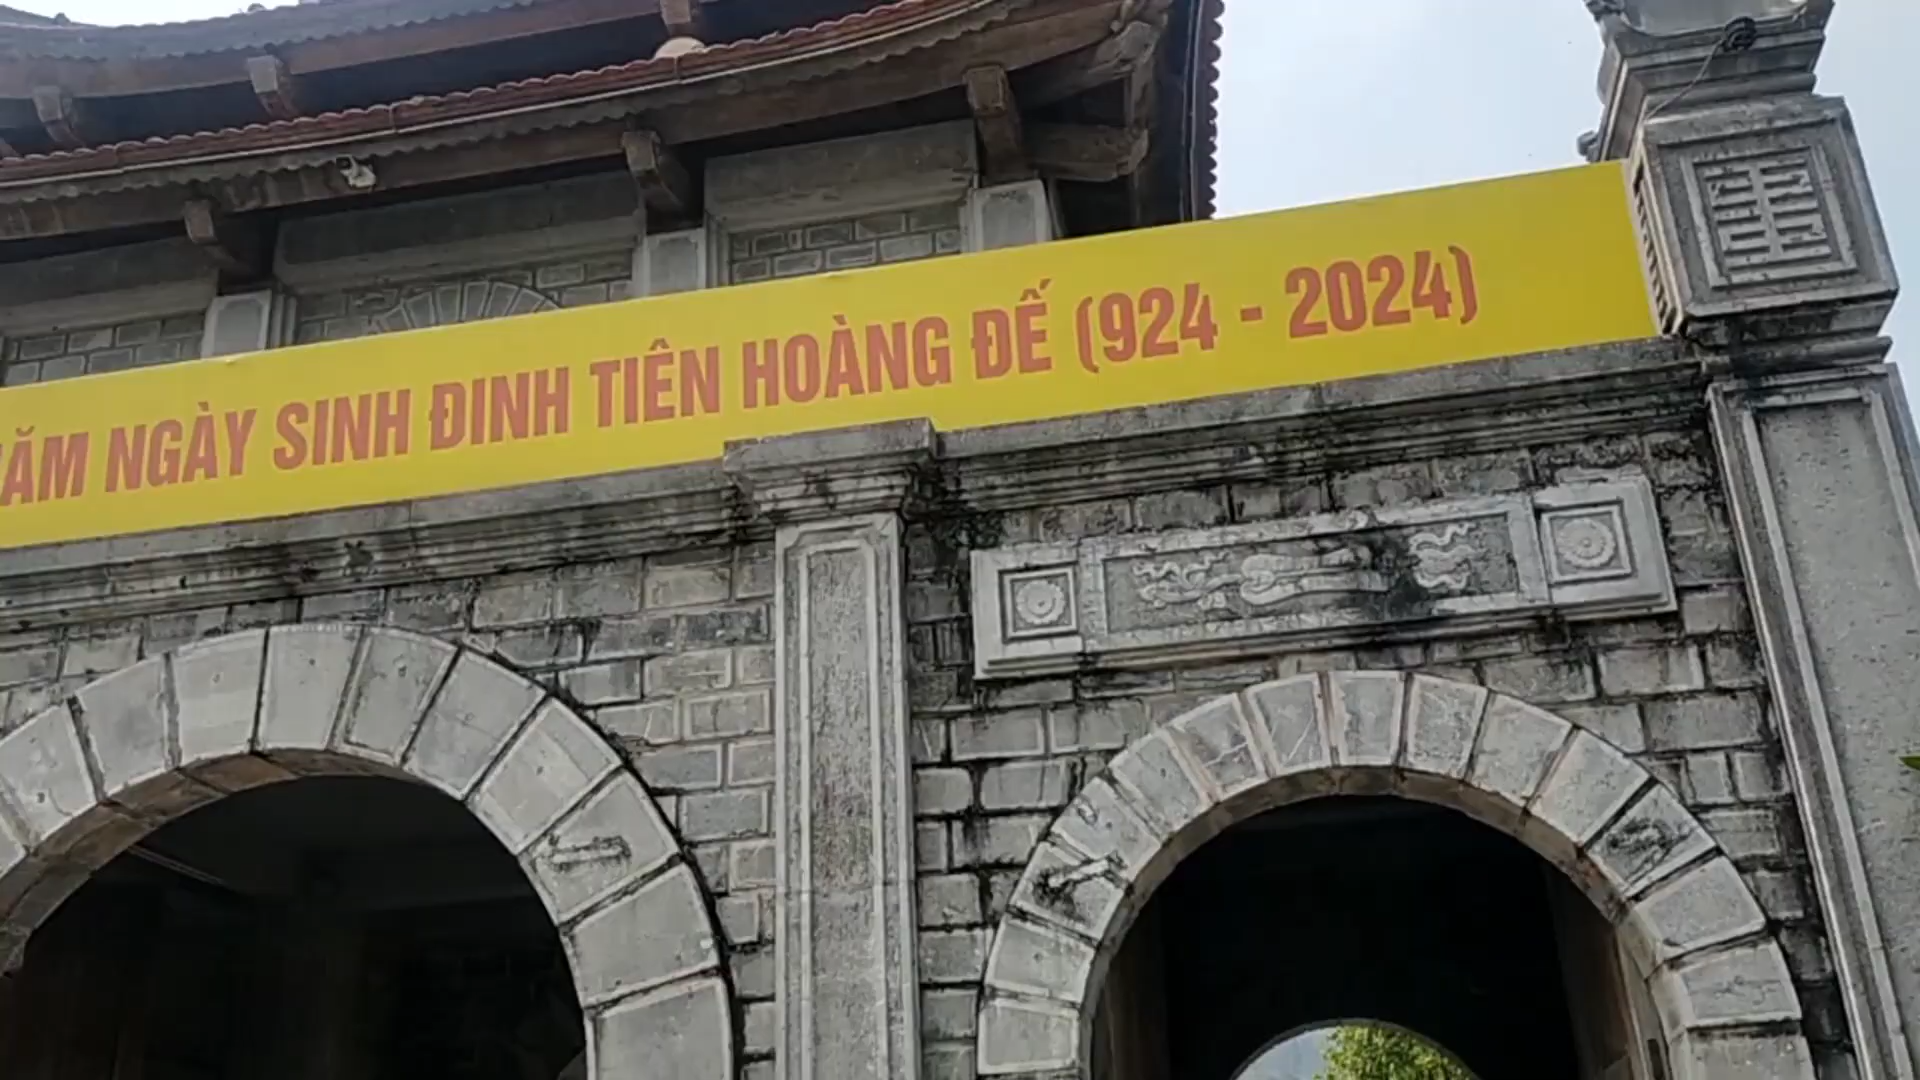 NGÀY SINH ĐINH TIÊN HOÀNG ĐẾ (924 - 2024)